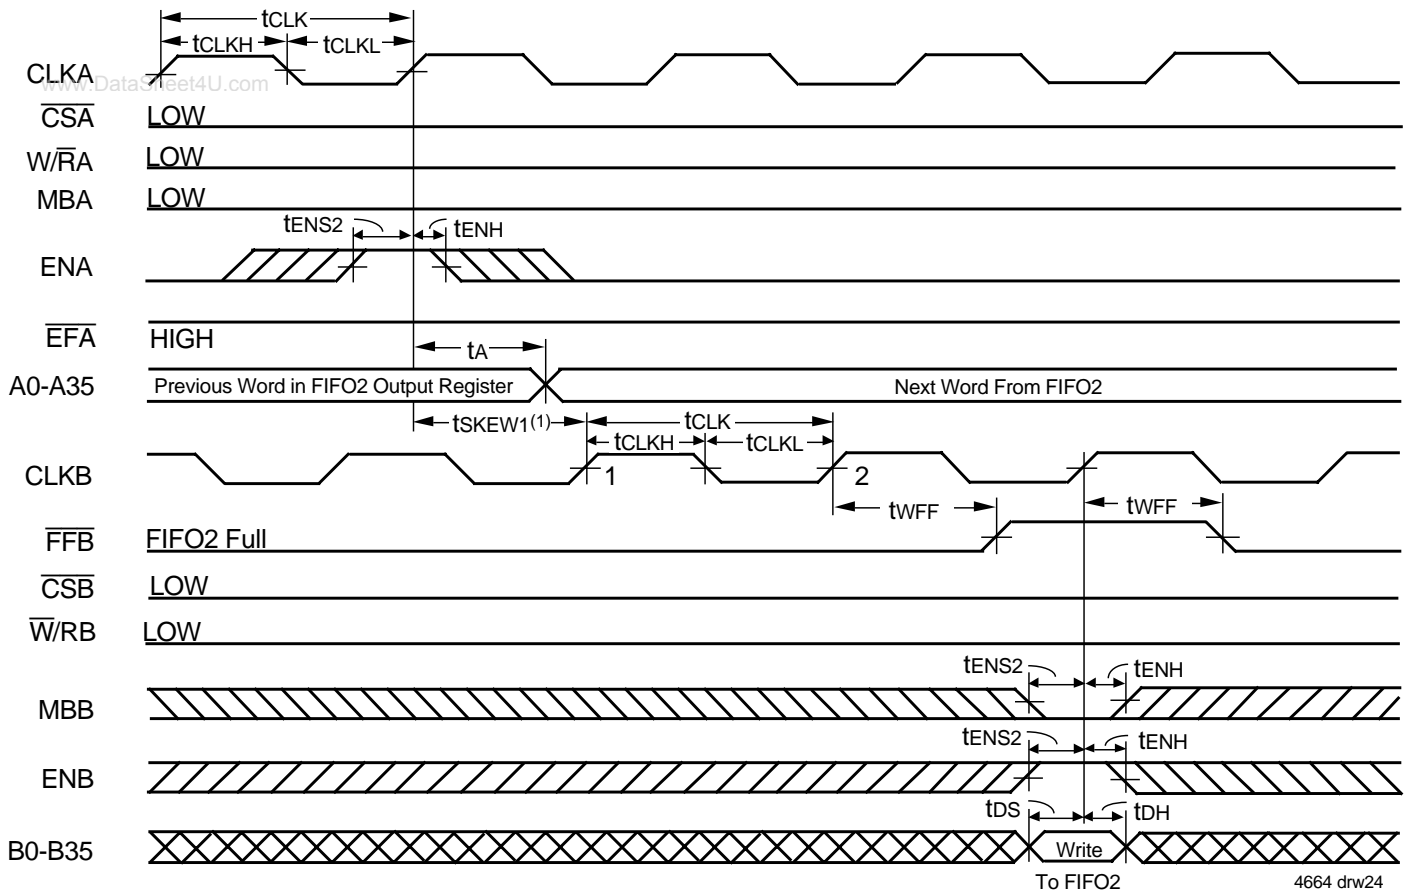 tCLK
tCLKH tCLKL
CLKA
www.DataSheet4U.com
CSA LOW
W/RA LOW
MBA LOW
tENS2 tENH
ENA
EFA HIGH
tA
A0-A35 Previous Word in FIFO2 Output Register Next Word From FIFO2
tSKEW1(1) tCLK
tCLKH tCLKL
CLKB 1 2
tWFF tWFF
FFB FIFO2 Full
CSB LOW
W/RB LOW
tENS2 tENH
MBB
tENS2 tENH
ENB
tDS tDH
B0-B35 Write
To FIFO2 4664 drw24